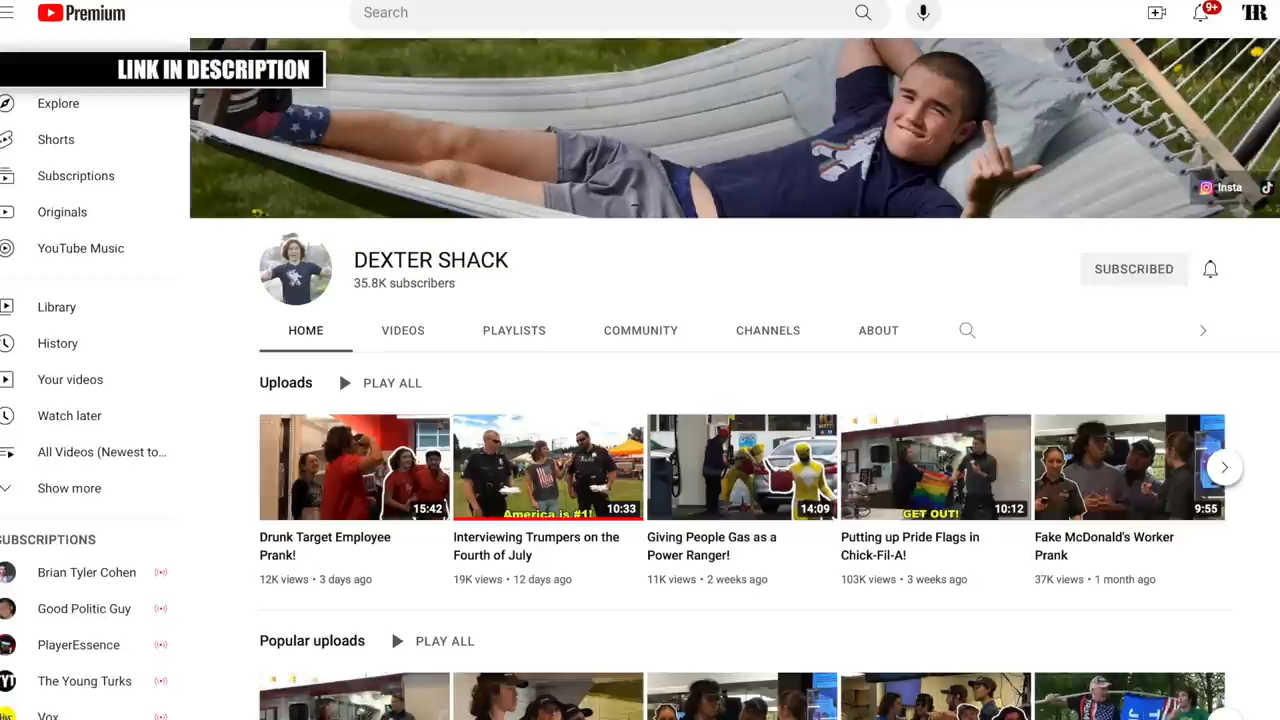 Premium
Search
9+
TR
LINK IN DESCRIPTION
Explore
Shorts
Subscriptions
Originals
YouTube Music
Library
History
Your videos
Watch later
All Videos (Newest to...
Show more
SUBSCRIPTIONS
Brian Tyler Cohen
Good Politic Guy
PlayerEssence
The Young Turks
Vox
Insta
DEXTER SHACK
35.8K subscribers
SUBSCRIBED
HOME VIDEOS PLAYLISTS COMMUNITY CHANNELS ABOUT
Uploads PLAY ALL
15:42
America is #1!
10:33
14:09
GET OUT!
10:12
9:55
Drunk Target Employee
Prank!
12K views • 3 days ago
Interviewing Trumpers on the
Fourth of July
19K views • 12 days ago
Giving People Gas as a
Power Ranger!
11K views • 2 weeks ago
Putting up Pride Flags in
Chick-Fil-A!
103K views • 3 weeks ago
Fake McDonald's Worker
Prank
37K views • 1 month ago
Popular uploads PLAY ALL